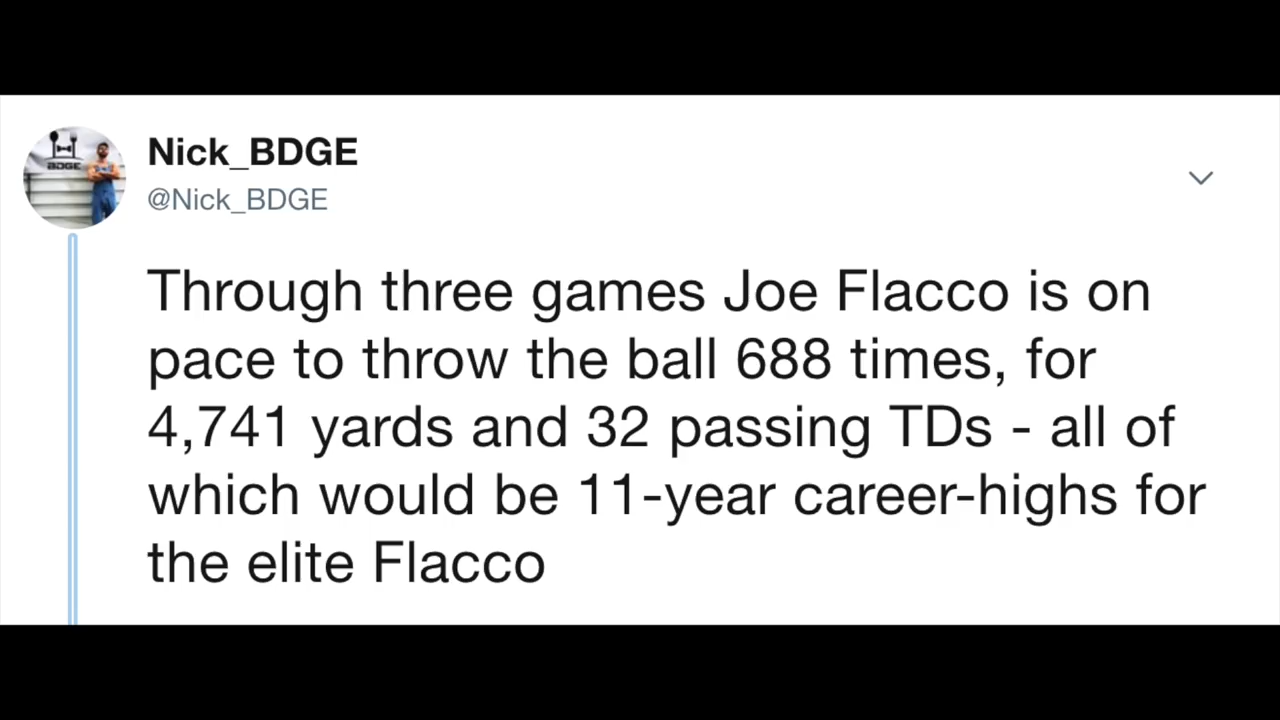 BDGE
Nick_BDGE
@Nick_BDGE
Through three games Joe Flacco is on
pace to throw the ball 688 times, for
4,741 yards and 32 passing TDs - all of
which would be 11-year career-highs for
the elite Flacco